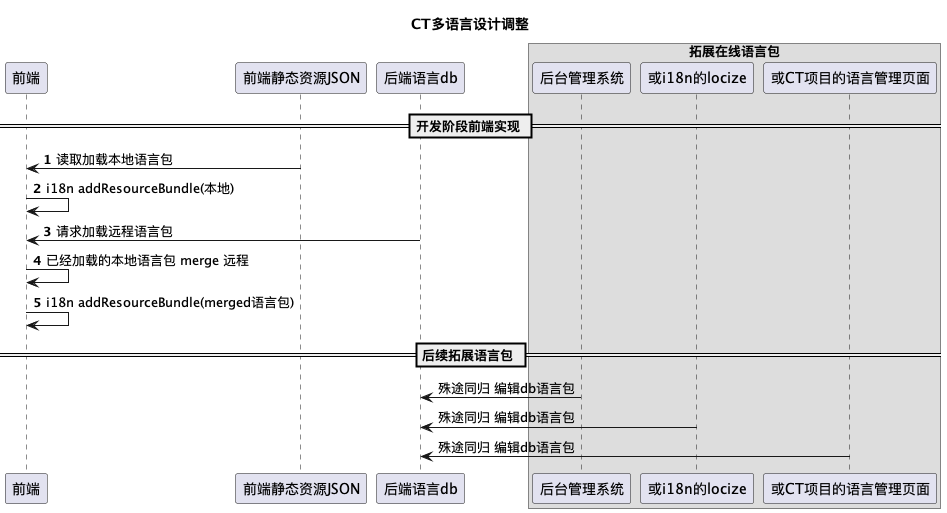 CT多语言设计调整
拓展在线语言包
前端
前端静态资源JSON
后端语言db
后台管理系统
或i18n的locize
或CT项目的语言管理页面
开发阶段前端实现
1 读取加载本地语言包
2 i18n addResourceBundle(本地)
3 请求加载远程语言包
4 已经加载的本地语言包 merge 远程
5 i18n addResourceBundle(merged语言包)
后续拓展语言包
殊途同归 编辑db语言包
殊途同归 编辑db语言包
殊途同归 编辑db语言包
前端
前端静态资源JSON
后端语言db
后台管理系统
或i18n的locize
或CT项目的语言管理页面